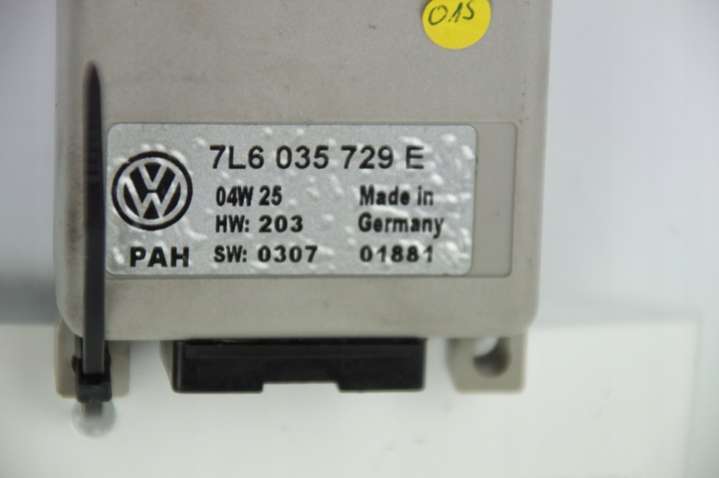 015
7L6 035 729 E
04W 25 Made in
HW: 203 Germany
PAH SW: 0307 01881